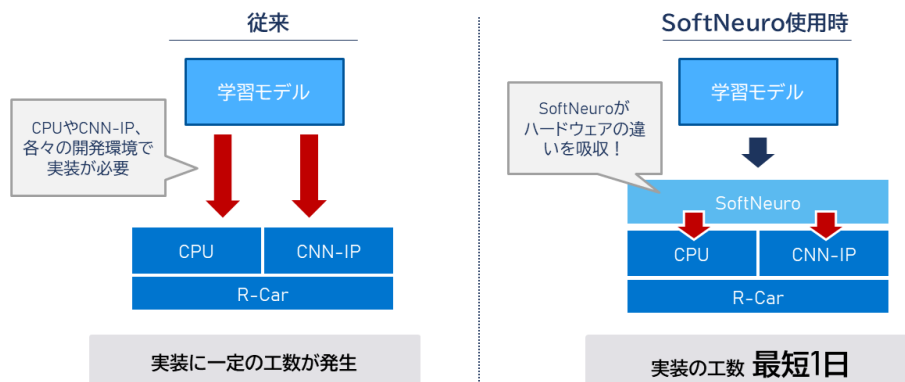 従来
学習モデル
CPUやCNN-IP、
各々の開発環境で
実装が必要
CPU
CNN-IP
R-Car
実装に一定の工数が発生
SoftNeuro使用時
学習モデル
SoftNeuroが
ハードウェアの違
いを吸収！
SoftNeuro
CPU
CNN-IP
R-Car
実装の工数 最短1日